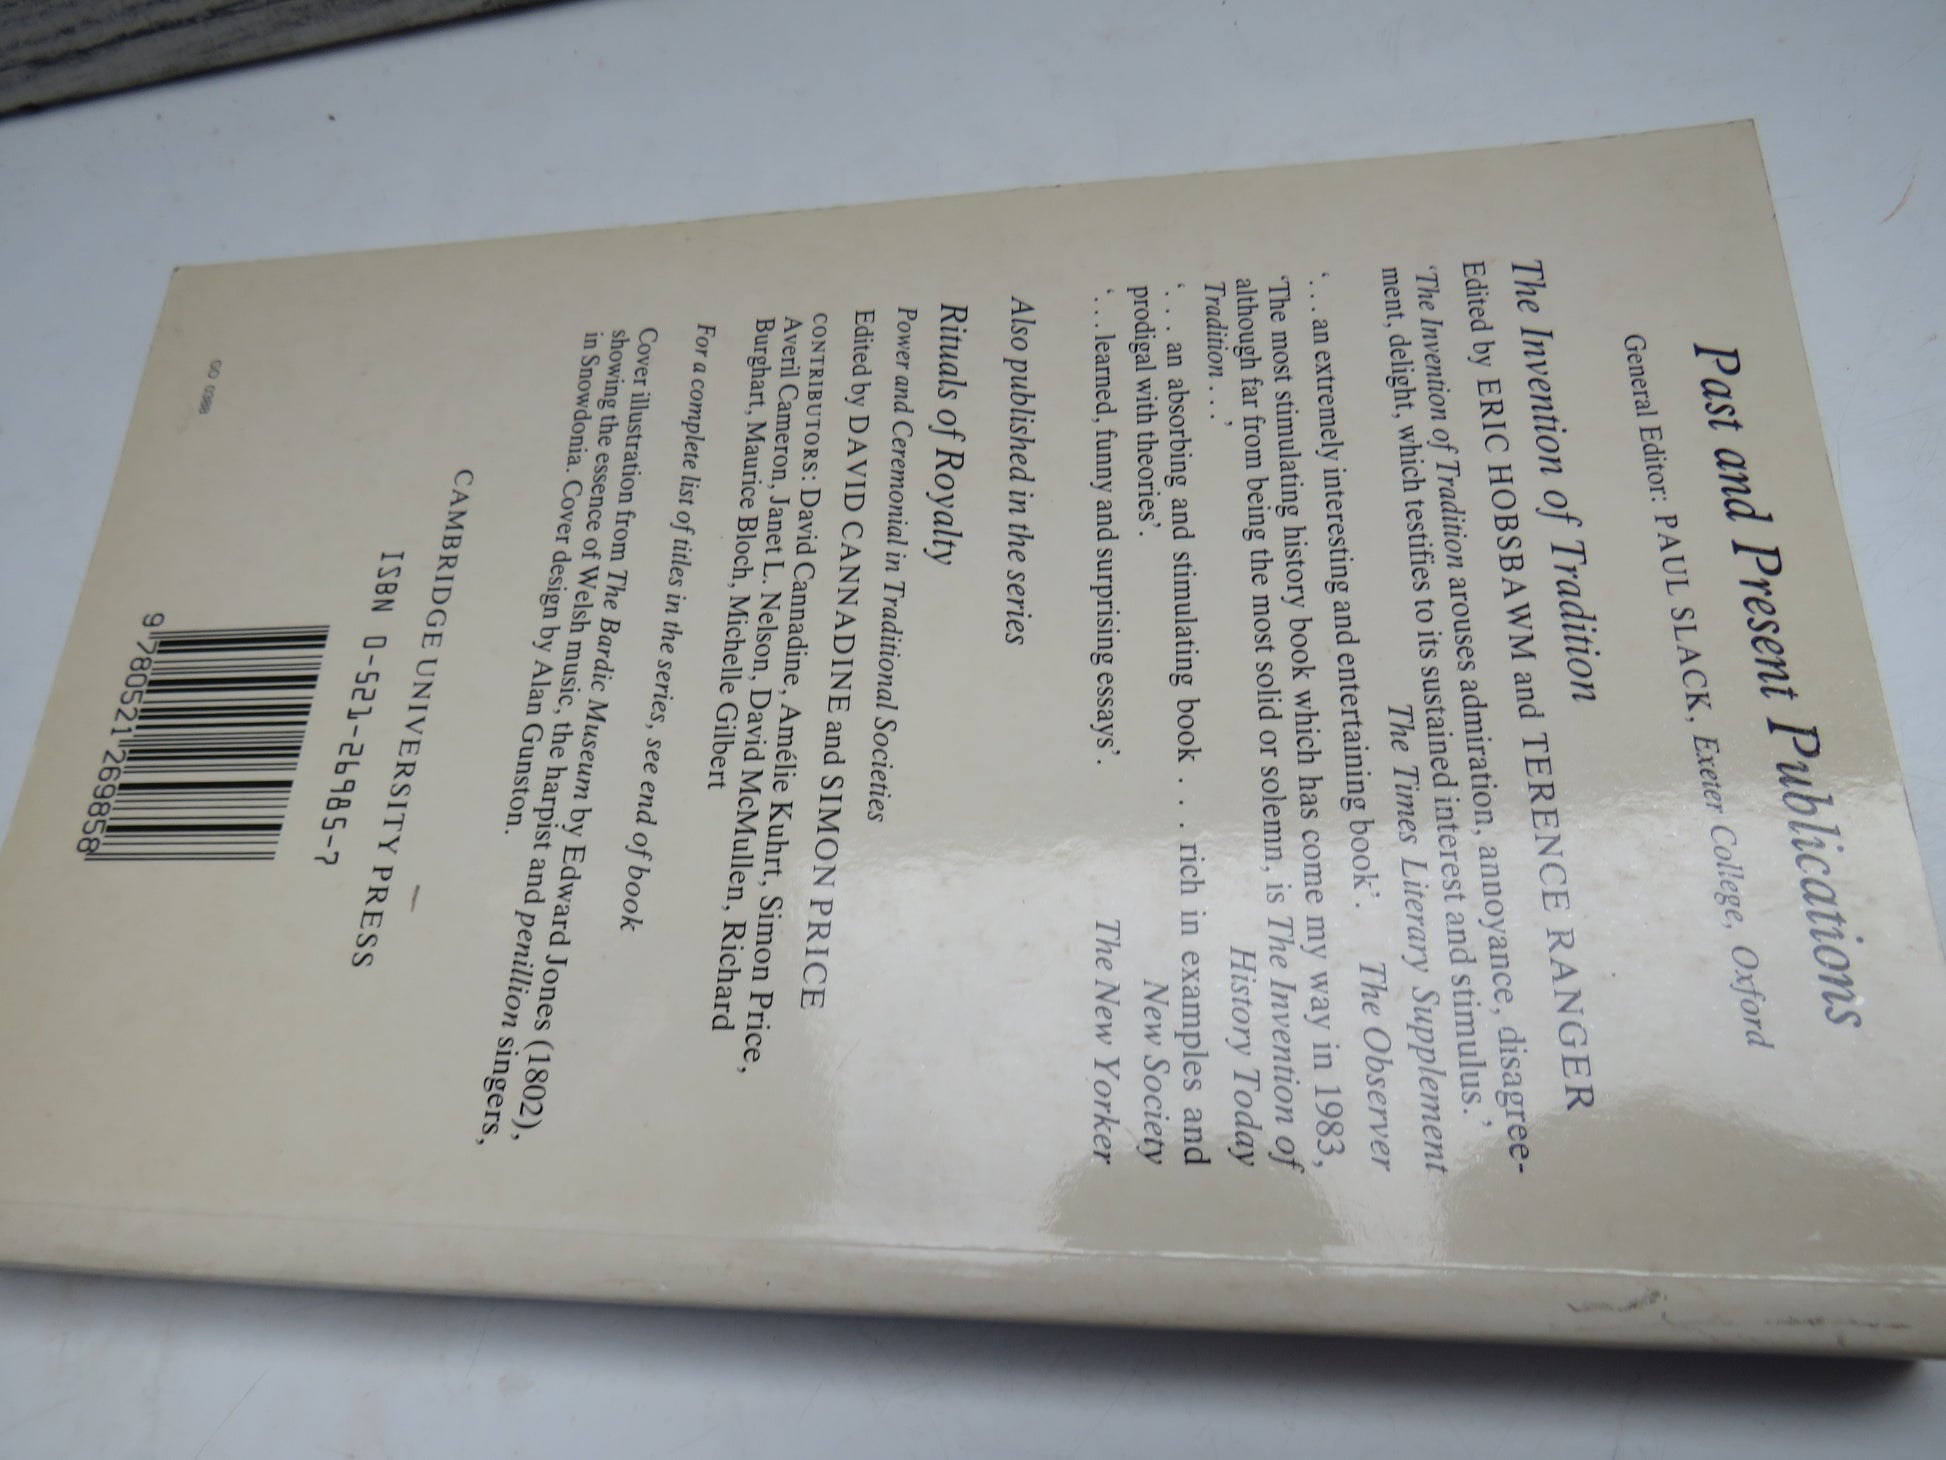 Past and Present Publications
General Editor: PAUL SLACK, Exeter College, Oxford
The Invention of Tradition
Edited by ERIC HOBSBAWM and TERENCE RANGER
'The Invention of Tradition arouses admiration, annoyance, disagree-
ment, delight, which testifies to its sustained interest and stimulus.'
The Times Literary Supplement
'. . . an extremely interesting and entertaining book'. The Observer
'The most stimulating history book which has come my way in 1983,
although far from being the most solid or solemn, is The Invention of
Tradition . . .' History Today
'. . . an absorbing and stimulating book . . . rich in examples and
prodigal with theories'. New Society
'. . . learned, funny and surprising essays'. The New Yorker
Also published in the series
Rituals of Royalty
Power and Ceremonial in Traditional Societies
Edited by DAVID CANNADINE and SIMON PRICE
CONTRIBUTORS: David Cannadine, Amélie Kuhrt, Simon Price,
Averil Cameron, Janet L. Nelson, David McMullen, Richard
Burghart, Maurice Bloch, Michelle Gilbert
For a complete list of titles in the series, see end of book
Cover illustration from The Bardic Museum by Edward Jones (1802),
showing the essence of Welsh music, the harpist and penillion singers,
in Snowdonia. Cover design by Alan Gunston.
CAMBRIDGE UNIVERSITY PRESS
ISBN 0-521-26985-7
9 780521 269858
GO 0388